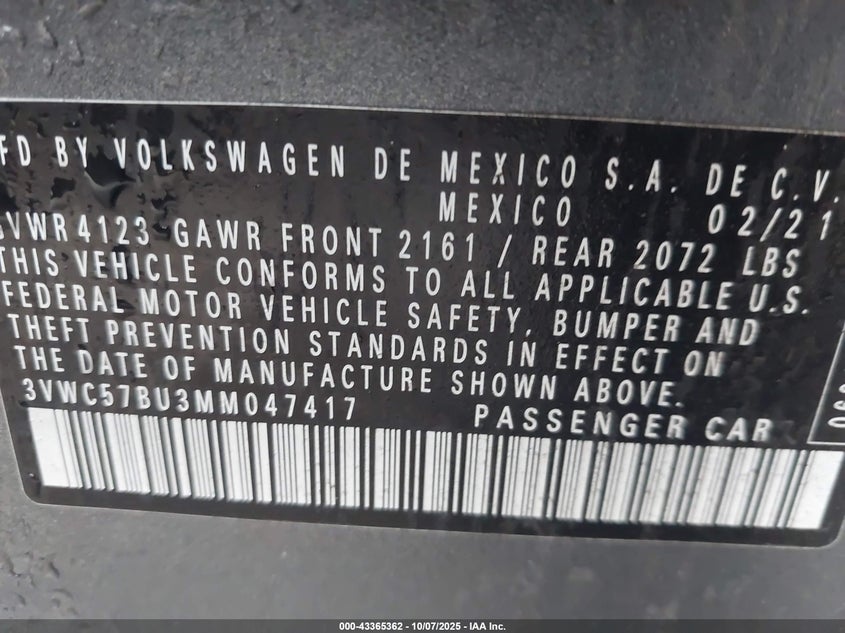 FD BY VOLKSWAGEN DE MEXICO S.A. DE C.V.
MEXICO 02/21
GVWR 4123 GAWR FRONT 2161 / REAR 2072 LBS
THIS VEHICLE CONFORMS TO ALL APPLICABLE U.S.
FEDERAL MOTOR VEHICLE SAFETY, BUMPER AND
THEFT PREVENTION STANDARDS IN EFFECT ON
THE DATE OF MANUFACTURE SHOWN ABOVE.
3VWC57BU3MM047417 PASSENGER CAR
000-43365362 | 10/07/2025 - IAA Inc.